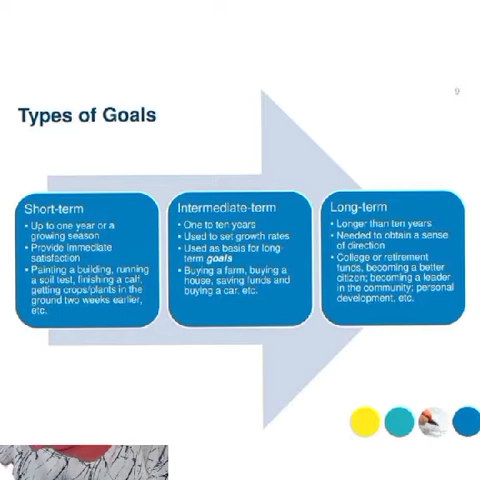 9
Types of Goals
Short-term
• Up to one year or a
growing season
• Provide immediate
satisfaction
• Painting a building, running
a soil test, finishing a calf,
getting crops/plants in the
ground two weeks earlier,
etc.
Intermediate-term
• One to ten years
• Used to set growth rates
• Used as basis for long-
term goals
• Buying a farm, buying a
house, saving funds and
buying a car, etc.
Long-term
• Longer than ten years
• Needed to obtain a sense
of direction
• College or retirement
funds, becoming a better
citizen; becoming a leader
in the community; personal
development, etc.